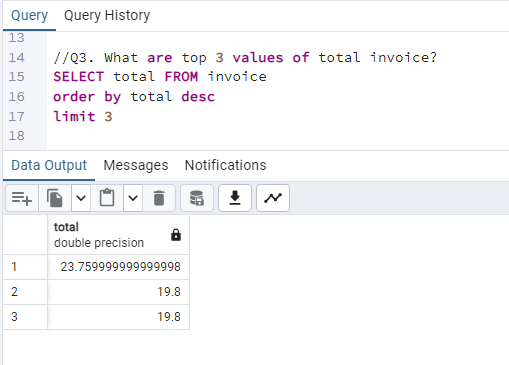 Query Query History
13
14 //Q3. What are top 3 values of total invoice?
15 SELECT total FROM invoice
16 order by total desc
17 limit 3
18
Data Output Messages Notifications
total
double precision
1 23.759999999999998
2 19.8
3 19.8